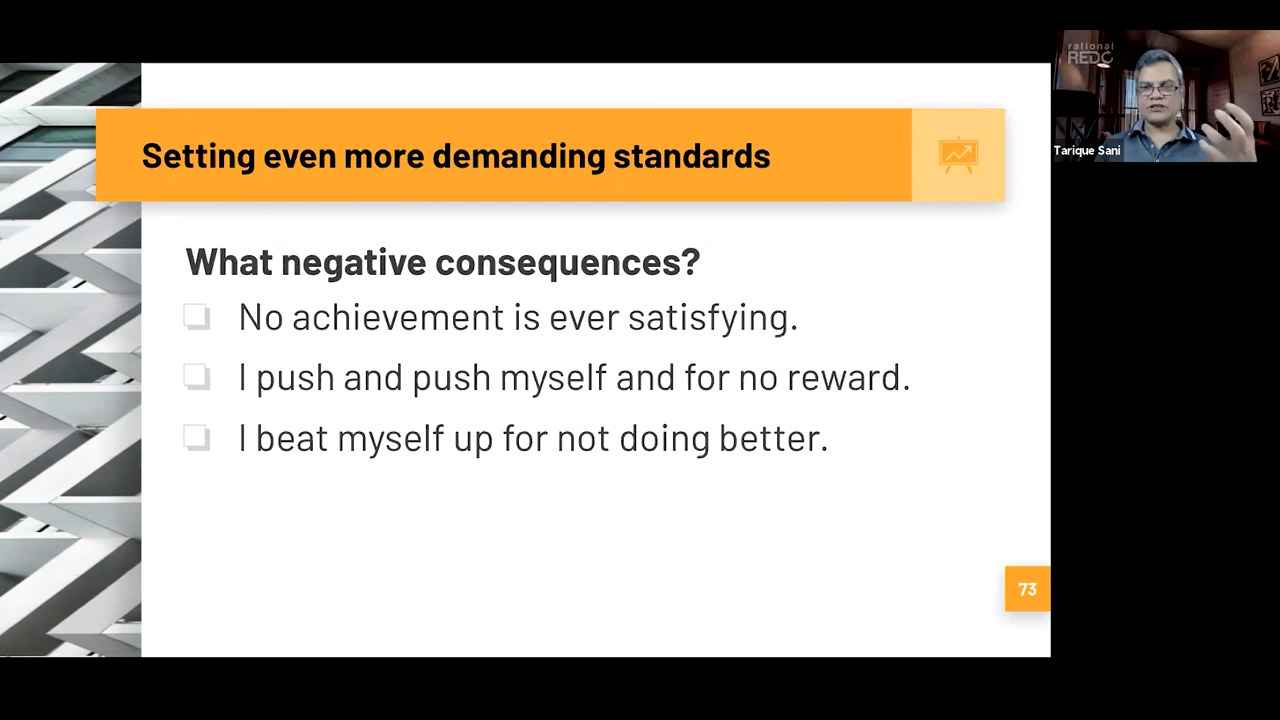 Setting even more demanding standards
What negative consequences?
No achievement is ever satisfying.
I push and push myself and for no reward.
I beat myself up for not doing better.
73
rational
REDC
Tarique Sani